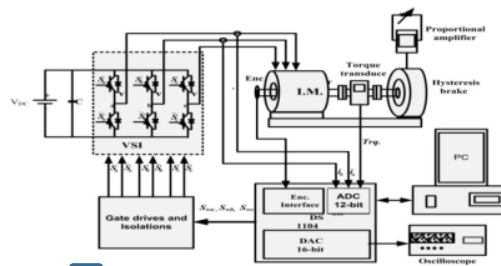 Proportional
amplifier
Torque
transduce
Enc
Hysteresis
brake
I.M.
V_DC
C
VSI
Trq.
PC
Gate drives and
Isolations
Enc.
Interface
ADC
12-bit
DS
1104
DAC
16-bit
Oscilloscope